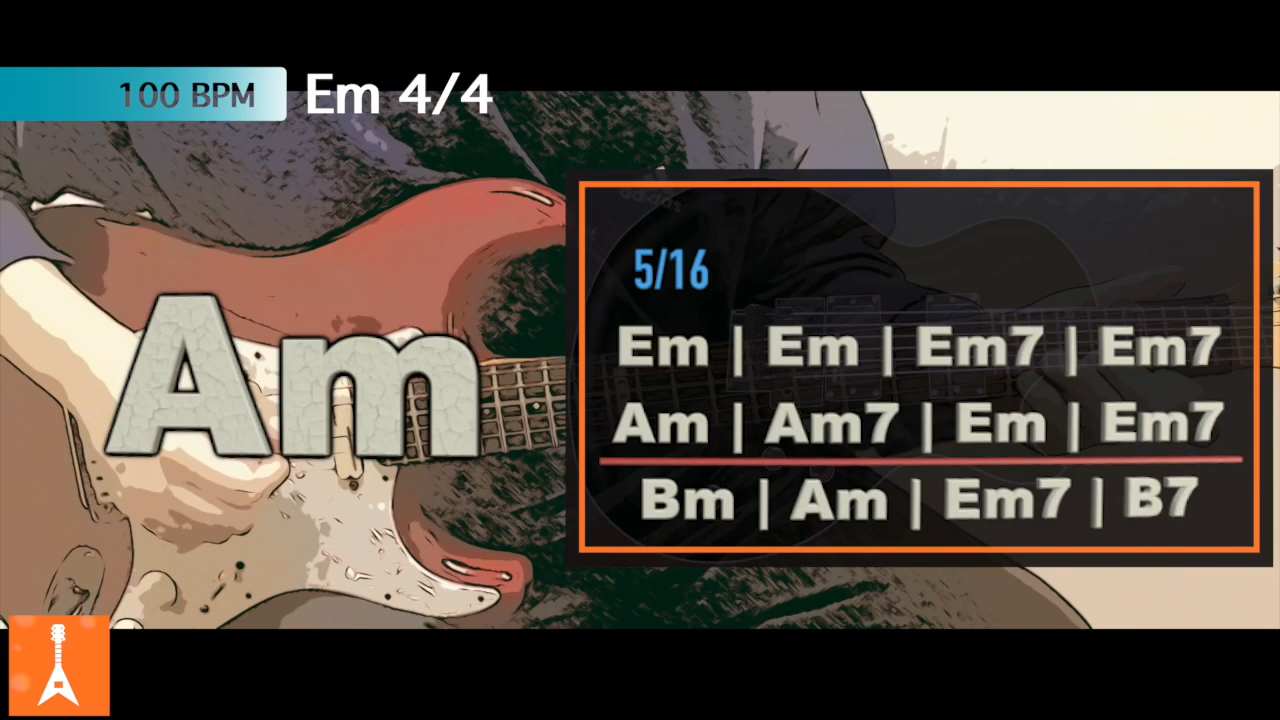 100 BPM Em 4/4
5/16
Am
Em | Em | Em7 | Em7
Am | Am7 | Em | Em7
Bm | Am | Em7 | B7